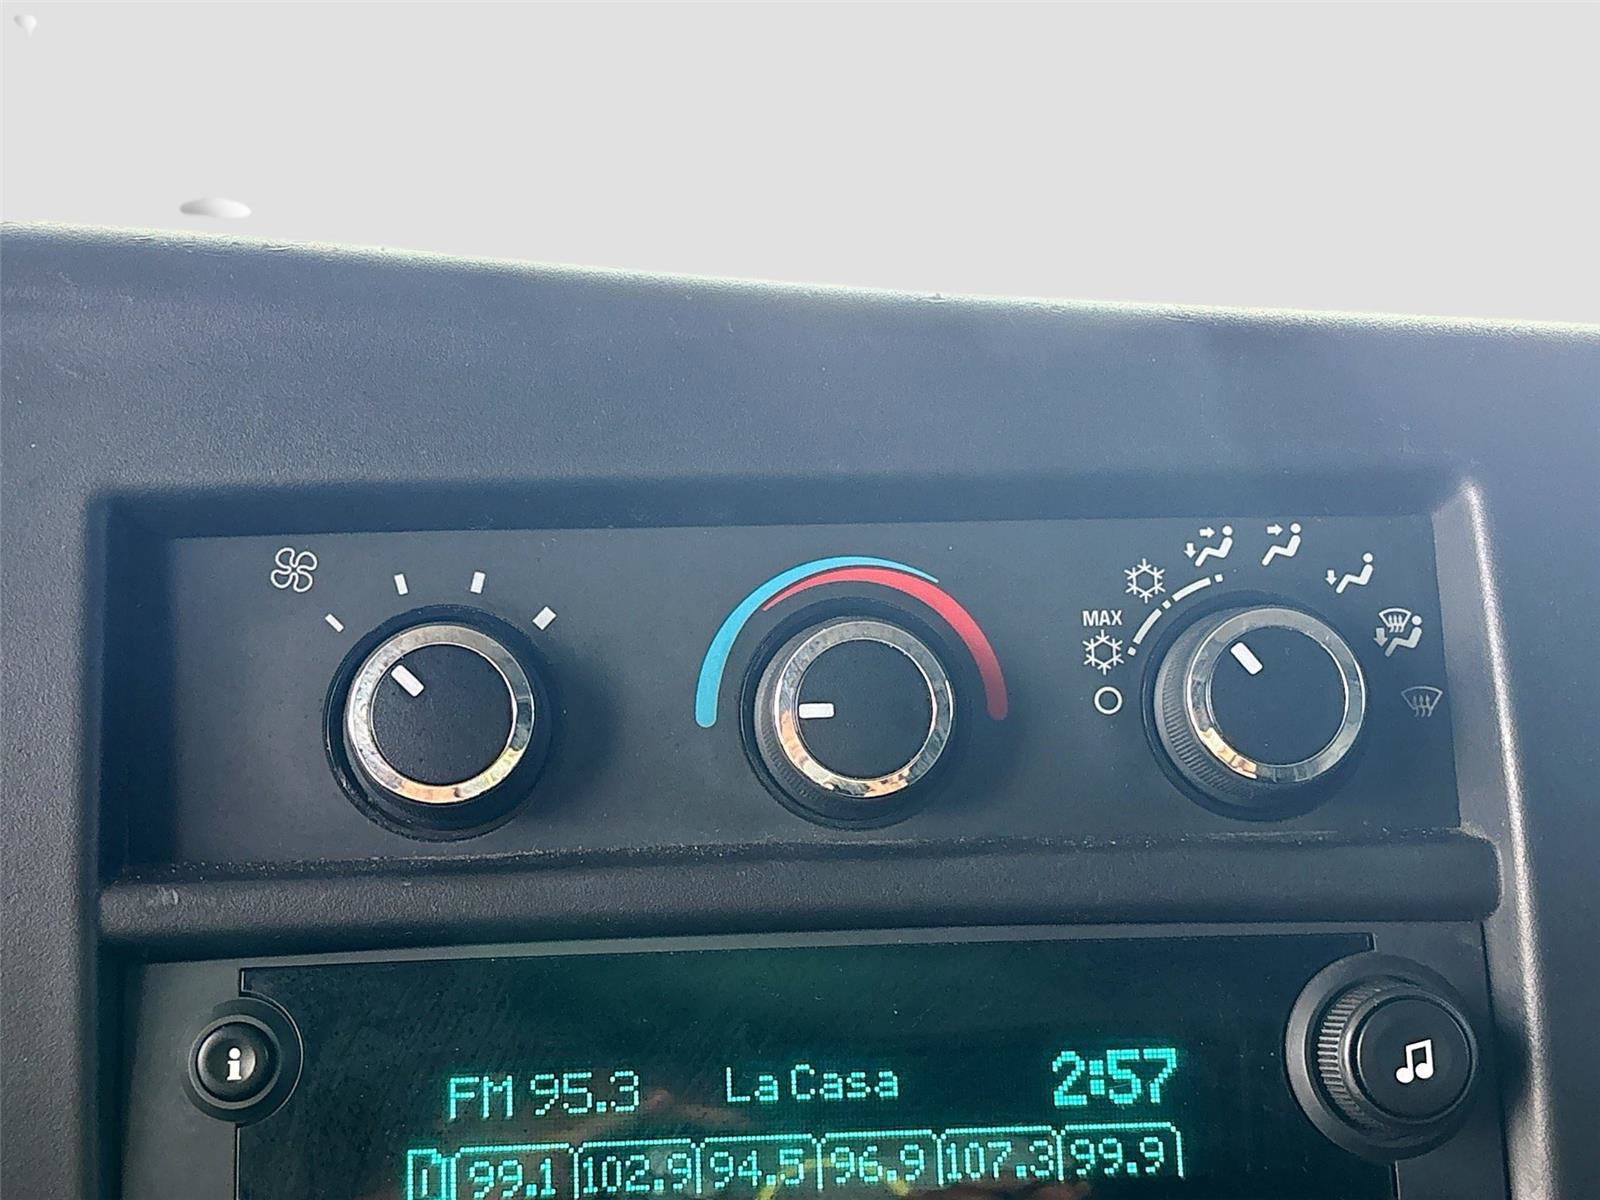 MAX
i
FM 95.3 La Casa 2:57
99.1 102.9 94.5 96.9 107.3 99.9